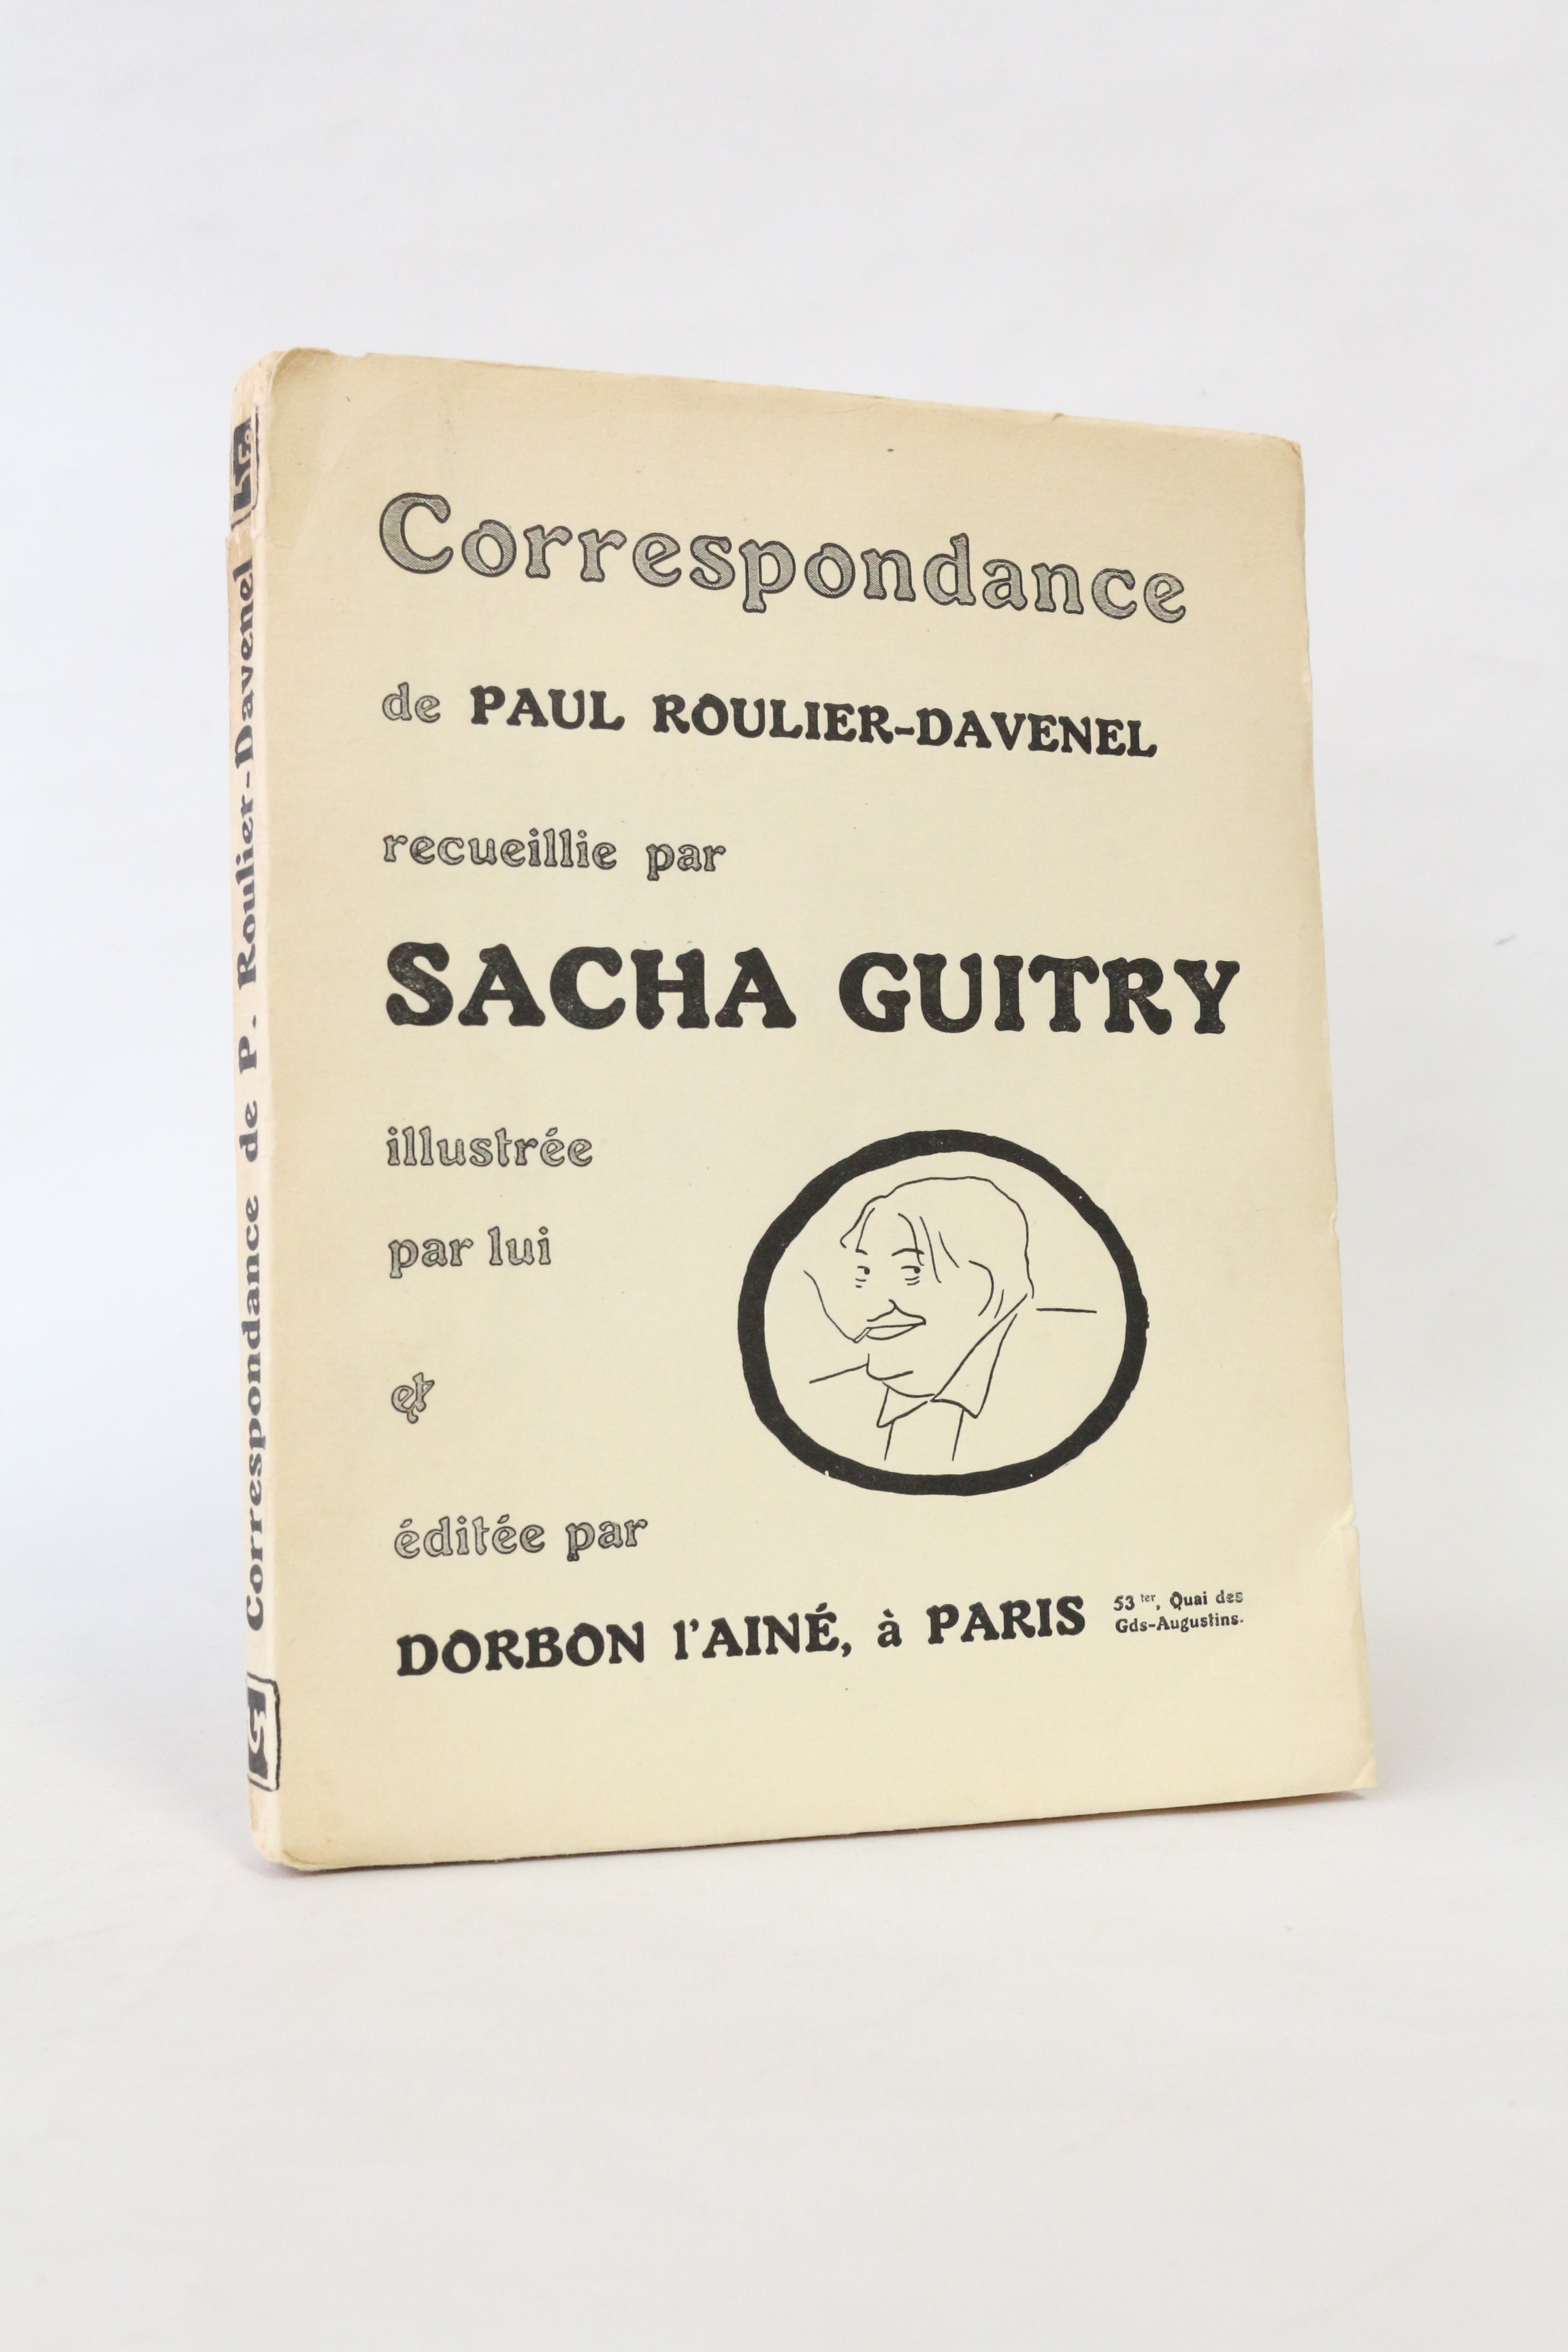 Correspondance
de PAUL ROULIER-DAVENEL
recueillie par
SACHA GUITRY
illustrée
par lui
et
éditée par
DORBON l'AINÉ, à PARIS
53 ter, Quai des
Gds-Augustins.
Correspondance de P. Roulier-Davenel